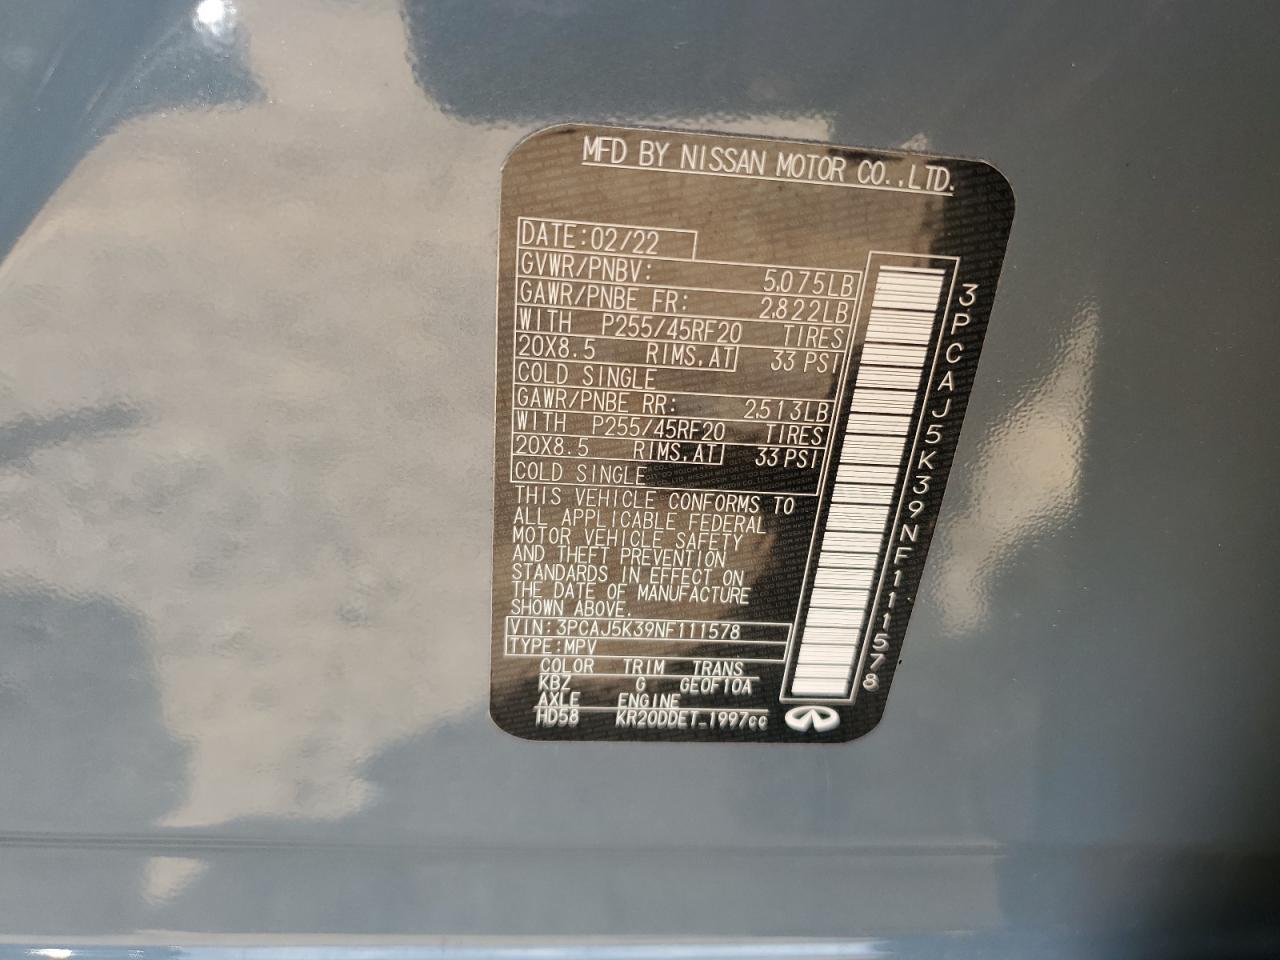 MFD BY NISSAN MOTOR CO.,LTD.
DATE:02/22
GVWR/PNBV: 5,075LB
GAWR/PNBE FR: 2,822LB
WITH P255/45RF20 TIRES
20X8.5 RIMS,AT 33 PSI
COLD SINGLE
GAWR/PNBE RR: 2,513LB
WITH P255/45RF20 TIRES
20X8.5 RIMS,AT 33 PSI
COLD SINGLE
THIS VEHICLE CONFORMS TO
ALL APPLICABLE FEDERAL
MOTOR VEHICLE SAFETY
AND THEFT PREVENTION
STANDARDS IN EFFECT ON
THE DATE OF MANUFACTURE
SHOWN ABOVE.
VIN:3PCAJ5K39NF111578
TYPE:MPV
COLOR TRIM TRANS
KBZ G GE0F10A
AXLE ENGINE
HD58 KR20DDET-1997cc
3PCAJ5K39NF111578